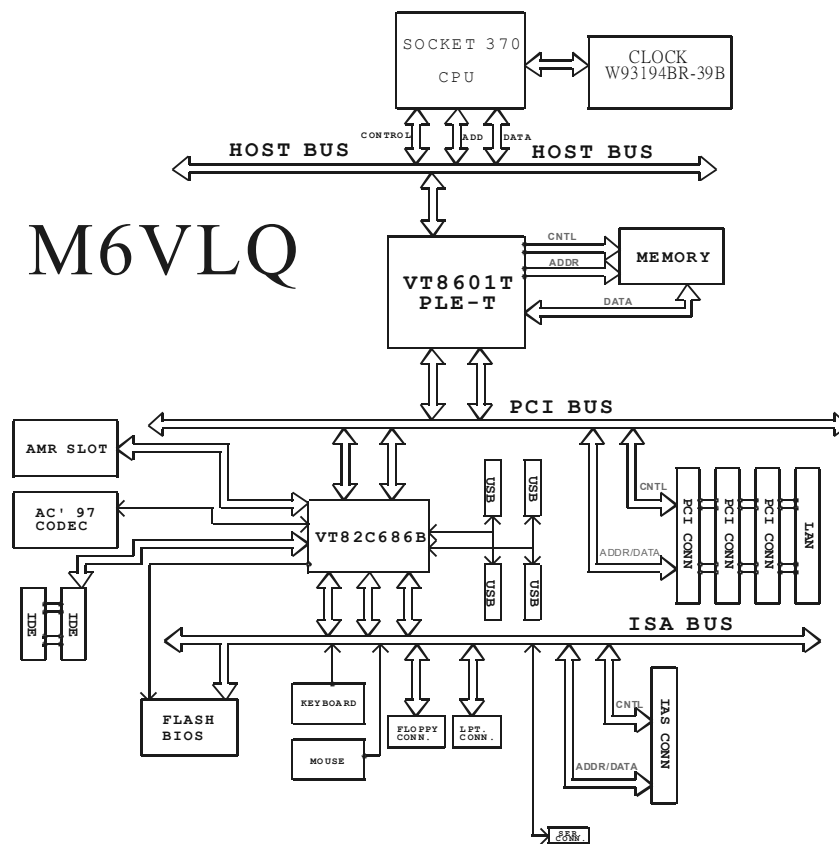 SOCKET 370
CPU
CLOCK
W93194BR-39B
CONTROL
ADD
DATA
HOST BUS
HOST BUS
M6VLQ
VT8601T
PLE-T
CNTL
ADDR
DATA
MEMORY
PCI BUS
AMR SLOT
AC' 97
CODEC
VT82C686B
USB
USB
USB
USB
CNTL
ADDR/DATA
PCI CONN
PCI CONN
PCI CONN
LAN
IDE
IDE
ISA BUS
FLASH
BIOS
KEYBOARD
MOUSE
FLOPPY
CONN.
LPT.
CONN.
CNTL
ADDR/DATA
IAS CONN
SER.
CONN.